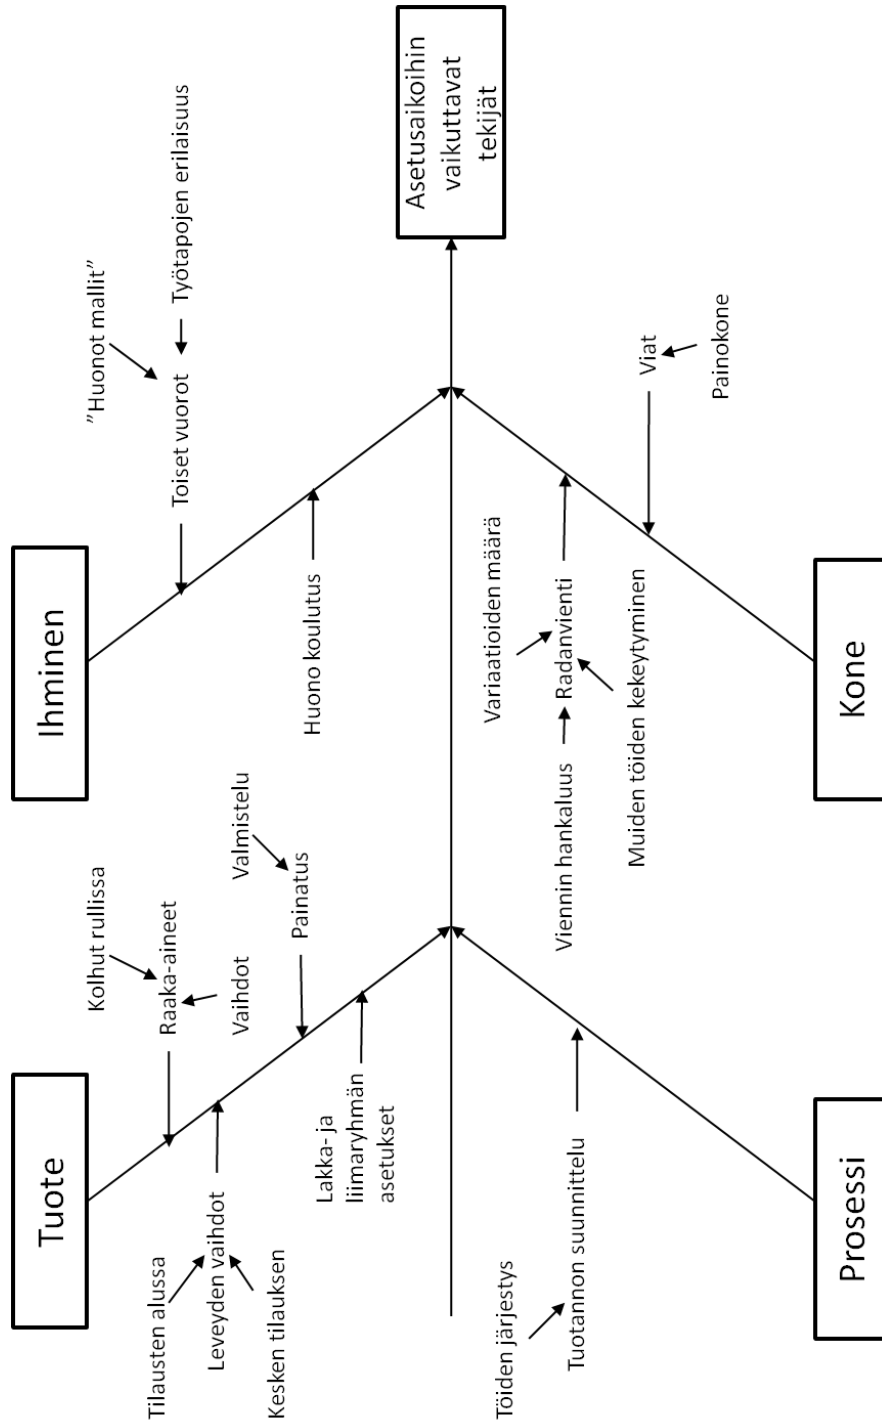 Tuote
Ihminen
Kolhut rullissa
Raaka-aineet
Vaihdot
Valmistelu
Painatus
Tilausten alussa
Leveyden vaihdot
Kesken tilauksen
Lakka- ja
liimaryhmän
asetukset
"Huonot mallit"
Toiset vuorot
Työtapojen erilaisuus
Huono koulutus
Asetusaikoihin
vaikuttavat
tekijät
Töiden järjestys
Tuotannon suunnittelu
Variaatioiden määrä
Viennin hankaluus
Radanvienti
Muiden töiden kekeytyminen
Viat
Painokone
Prosessi
Kone